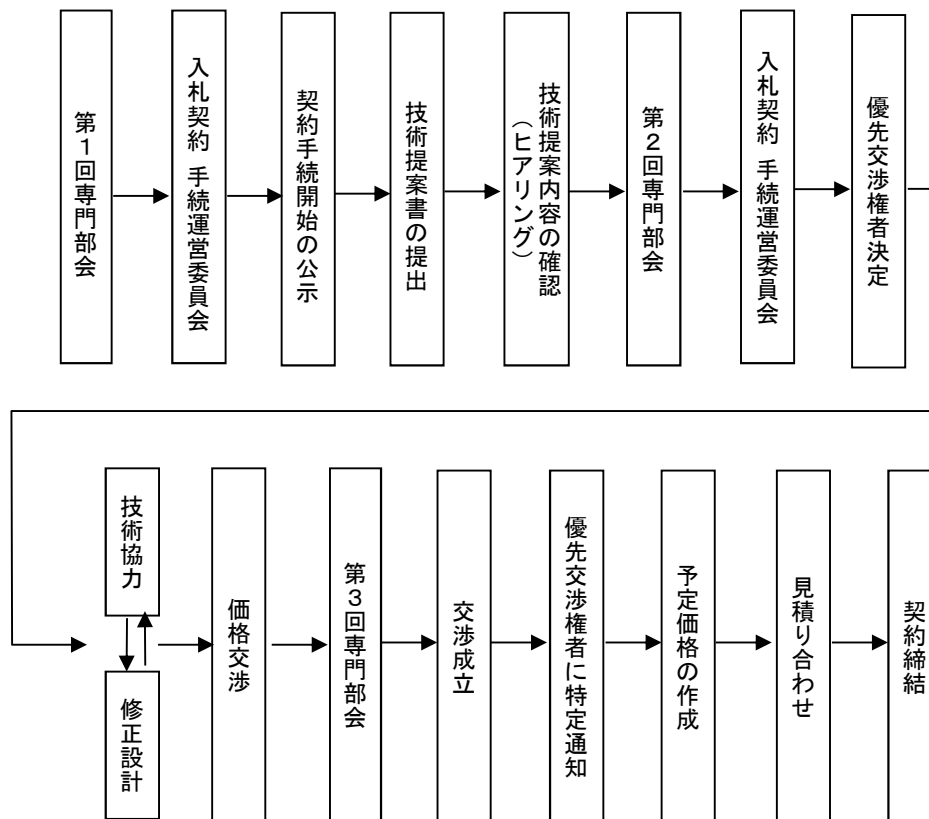 第1回専門部会
入札契約 手続運営委員会
契約手続開始の公示
技術提案書の提出
技術提案内容の確認
（ヒアリング）
第2回専門部会
入札契約 手続運営委員会
優先交渉権者決定
技術協力
修正設計
価格交渉
第3回専門部会
交渉成立
優先交渉権者に特定通知
予定価格の作成
見積り合わせ
契約締結